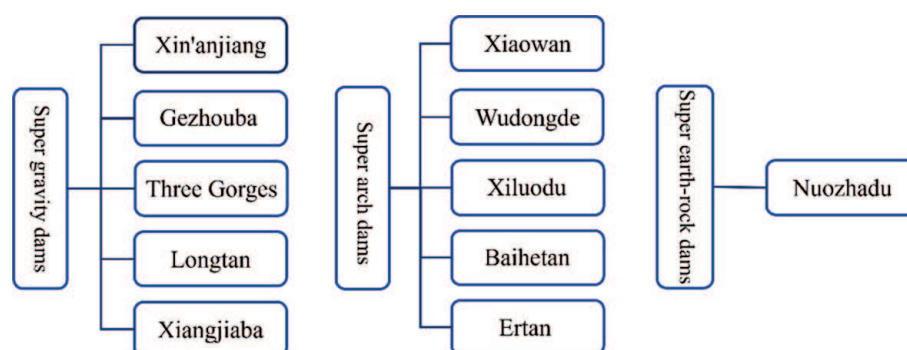 Super gravity dams
Xin'anjiang
Gezhouba
Three Gorges
Longtan
Xiangjiaba
Super arch dams
Xiaowan
Wudongde
Xiluodu
Baihetan
Ertan
Super earth-rock dams
Nuozhadu